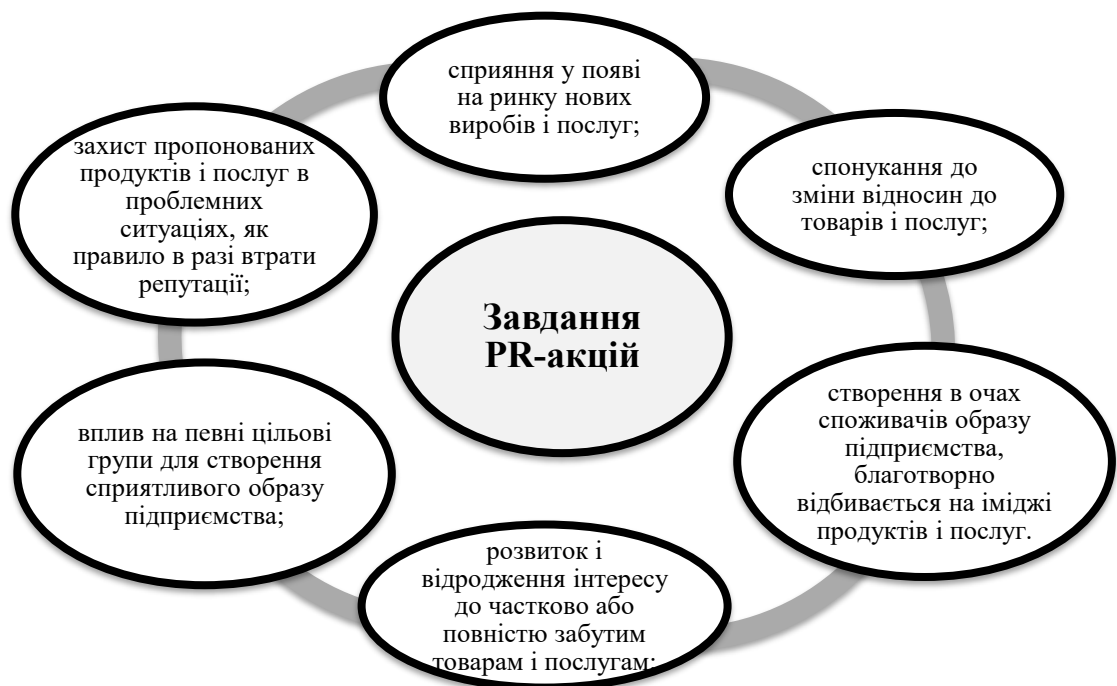 сприяння у появі
на ринку нових
виробів і послуг;
спонукання до
зміни відносин до
товарів і послуг;
створення в очах
споживачів образу
підприємства,
благотворно
відбивається на іміджі
продуктів і послуг.
розвиток і
відродження інтересу
до частково або
повністю забутим
товарам і послугам;
вплив на певні цільові
групи для створення
сприятливого образу
підприємства;
захист пропонованих
продуктів і послуг в
проблемних
ситуаціях, як
правило в разі втрати
репутації;
Завдання
PR-акцій